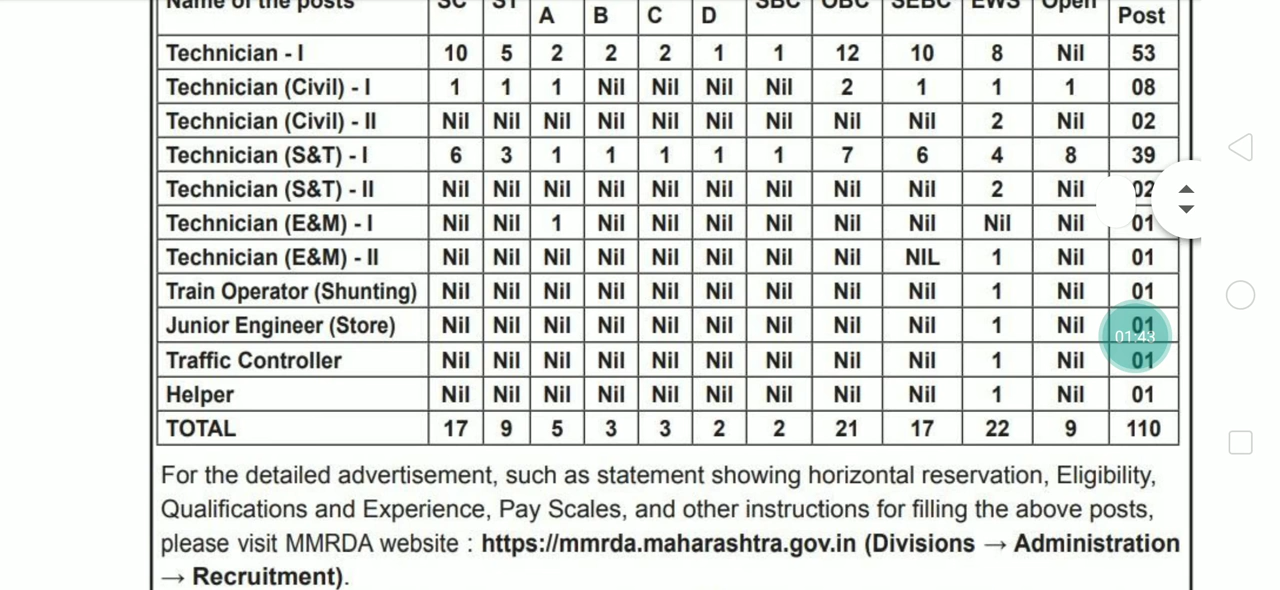 Name of the posts SC ST SBC OBC SEBC EWS Open
A B C D Post
Technician - I 10 5 2 2 2 1 1 12 10 8 Nil 53
Technician (Civil) - I 1 1 1 Nil Nil Nil Nil 2 1 1 1 08
Technician (Civil) - II Nil Nil Nil Nil Nil Nil Nil Nil Nil 2 Nil 02
Technician (S&T) - I 6 3 1 1 1 1 1 7 6 4 8 39
Technician (S&T) - II Nil Nil Nil Nil Nil Nil Nil Nil Nil 2 Nil 02
Technician (E&M) - I Nil Nil 1 Nil Nil Nil Nil Nil Nil Nil Nil 01
Technician (E&M) - II Nil Nil Nil Nil Nil Nil Nil Nil NIL 1 Nil 01
Train Operator (Shunting) Nil Nil Nil Nil Nil Nil Nil Nil Nil 1 Nil 01
Junior Engineer (Store) Nil Nil Nil Nil Nil Nil Nil Nil Nil 1 Nil 01
01:43
Traffic Controller Nil Nil Nil Nil Nil Nil Nil Nil Nil 1 Nil 01
Helper Nil Nil Nil Nil Nil Nil Nil Nil Nil 1 Nil 01
TOTAL 17 9 5 3 3 2 2 21 17 22 9 110
For the detailed advertisement, such as statement showing horizontal reservation, Eligibility,
Qualifications and Experience, Pay Scales, and other instructions for filling the above posts,
please visit MMRDA website : https://mmrda.maharashtra.gov.in (Divisions → Administration
→ Recruitment).